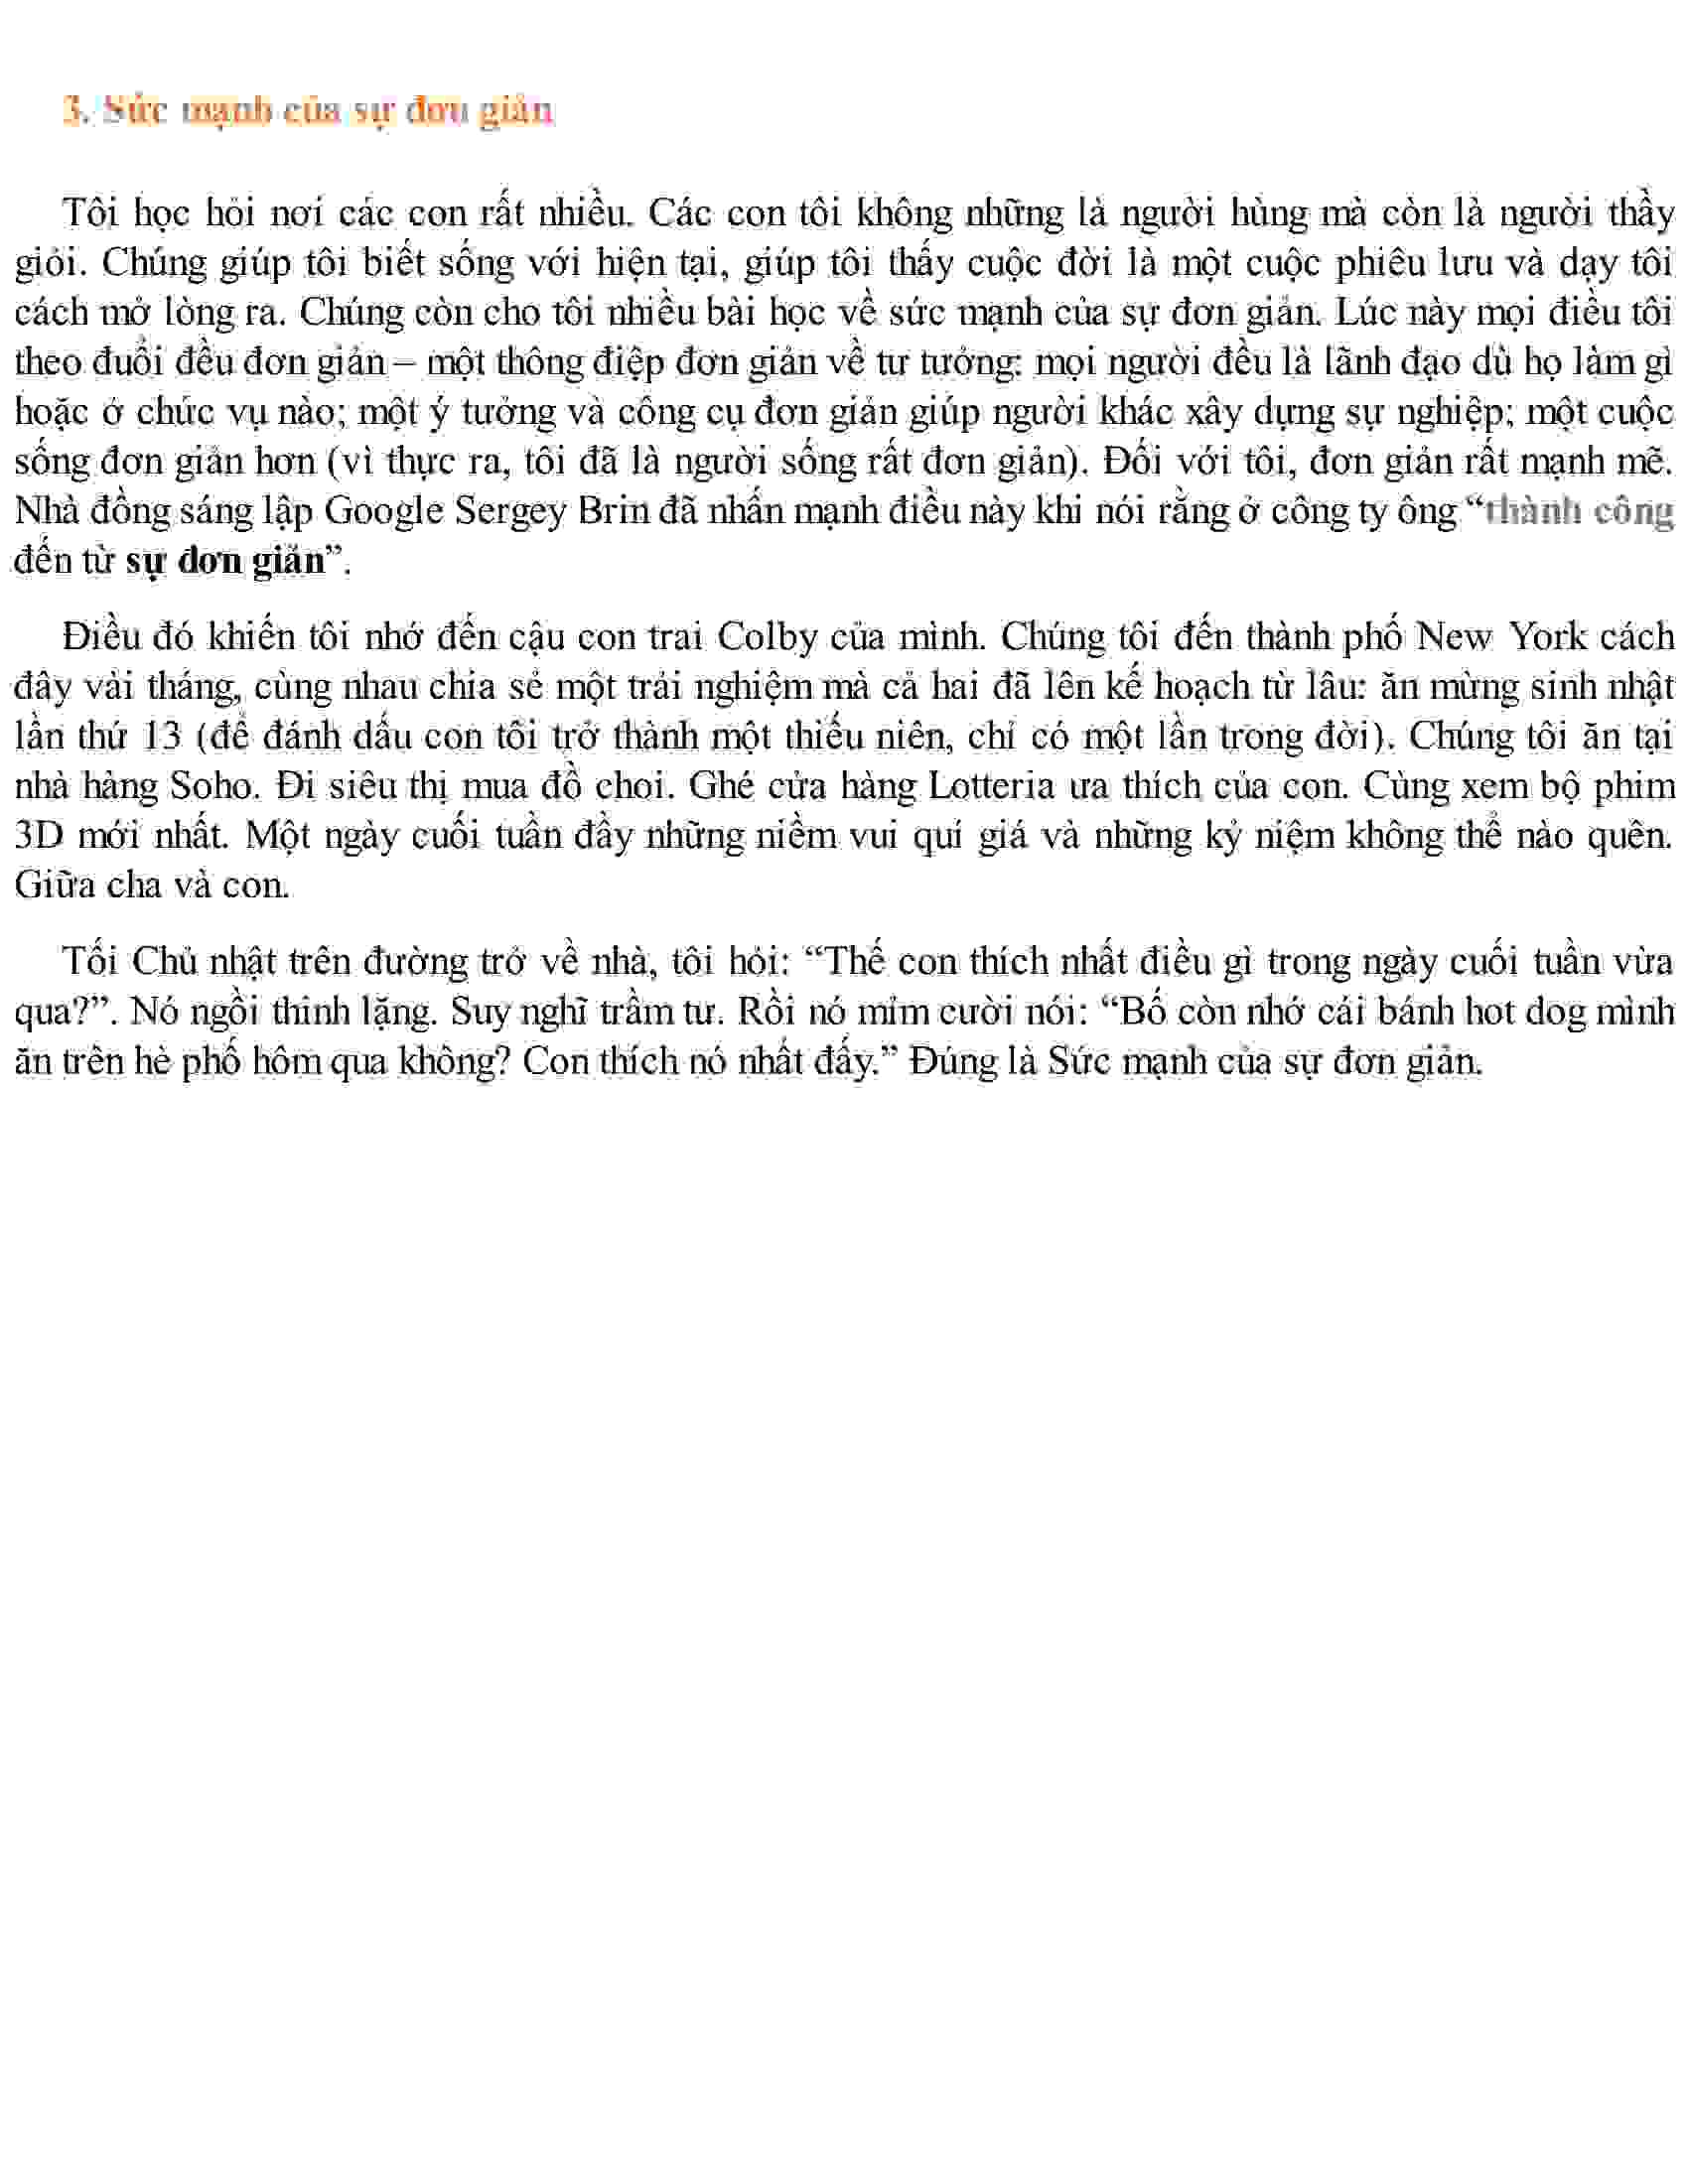 3. Sức mạnh của sự đơn giản
Tôi học hỏi nơi các con rất nhiều. Các con tôi không những là người hùng mà còn là người thầy
giỏi. Chúng giúp tôi biết sống với hiện tại, giúp tôi thấy cuộc đời là một cuộc phiêu lưu và dạy tôi
cách mở lòng ra. Chúng còn cho tôi nhiều bài học về sức mạnh của sự đơn giản. Lúc này mọi điều tôi
theo đuổi đều đơn giản – một thông điệp đơn giản về tư tưởng: mọi người đều là lãnh đạo dù họ làm gì
hoặc ở chức vụ nào; một ý tưởng và công cụ đơn giản giúp người khác xây dựng sự nghiệp; một cuộc
sống đơn giản hơn (vì thực ra, tôi đã là người sống rất đơn giản). Đối với tôi, đơn giản rất mạnh mẽ.
Nhà đồng sáng lập Google Sergey Brin đã nhấn mạnh điều này khi nói rằng ở công ty ông “thành công
đến từ sự đơn giản”.
Điều đó khiến tôi nhớ đến cậu con trai Colby của mình. Chúng tôi đến thành phố New York cách
đây vài tháng, cùng nhau chia sẻ một trải nghiệm mà cả hai đã lên kế hoạch từ lâu: ăn mừng sinh nhật
lần thứ 13 (để đánh dấu con tôi trở thành một thiếu niên, chỉ có một lần trong đời). Chúng tôi ăn tại
nhà hàng Soho. Đi siêu thị mua đồ chơi. Ghé cửa hàng Lotteria ưa thích của con. Cùng xem bộ phim
3D mới nhất. Một ngày cuối tuần đầy những niềm vui quí giá và những kỷ niệm không thể nào quên.
Giữa cha và con.
Tối Chủ nhật trên đường trở về nhà, tôi hỏi: “Thế con thích nhất điều gì trong ngày cuối tuần vừa
qua?”. Nó ngồi thinh lặng. Suy nghĩ trầm tư. Rồi nó mỉm cười nói: “Bố còn nhớ cái bánh hot dog mình
ăn trên hè phố hôm qua không? Con thích nó nhất đấy.” Đúng là Sức mạnh của sự đơn giản.